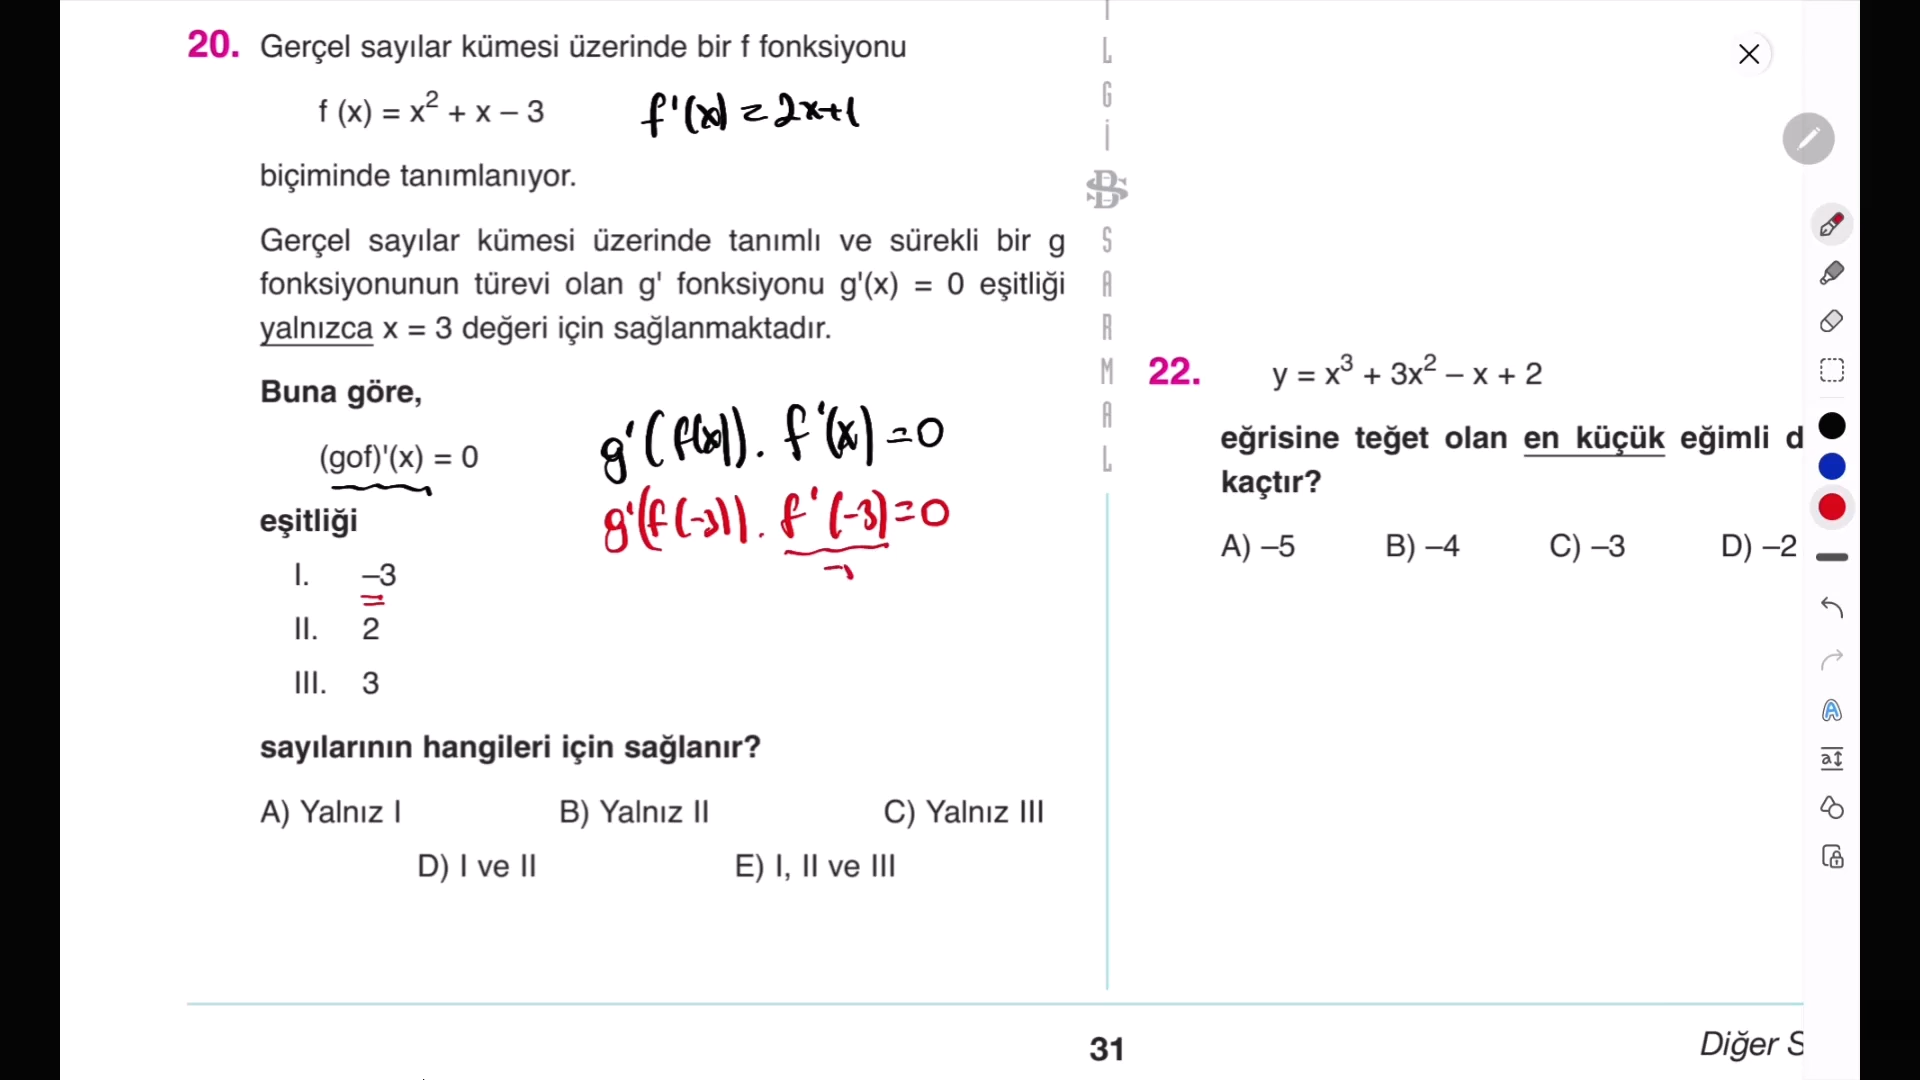 20. Gerçel sayılar kümesi üzerinde bir f fonksiyonu
f (x) = x² + x – 3
f'(x) = 2x+1
biçiminde tanımlanıyor.
Gerçel sayılar kümesi üzerinde tanımlı ve sürekli bir g
fonksiyonunun türevi olan g' fonksiyonu g'(x) = 0 eşitliği
yalnızca x = 3 değeri için sağlanmaktadır.
Buna göre,
(gof)'(x) = 0
g'(f(x)). f'(x) = 0
g'(f(-3)). f'(-3) = 0
eşitliği
I. –3
II. 2
III. 3
sayılarının hangileri için sağlanır?
A) Yalnız I B) Yalnız II C) Yalnız III
D) I ve II E) I, II ve III
L
G
İ
S
A
R
M
A
L
22. y = x³ + 3x² – x + 2
eğrisine teğet olan en küçük eğimli d
kaçtır?
A) –5 B) –4 C) –3 D) –2
31
Diğer S